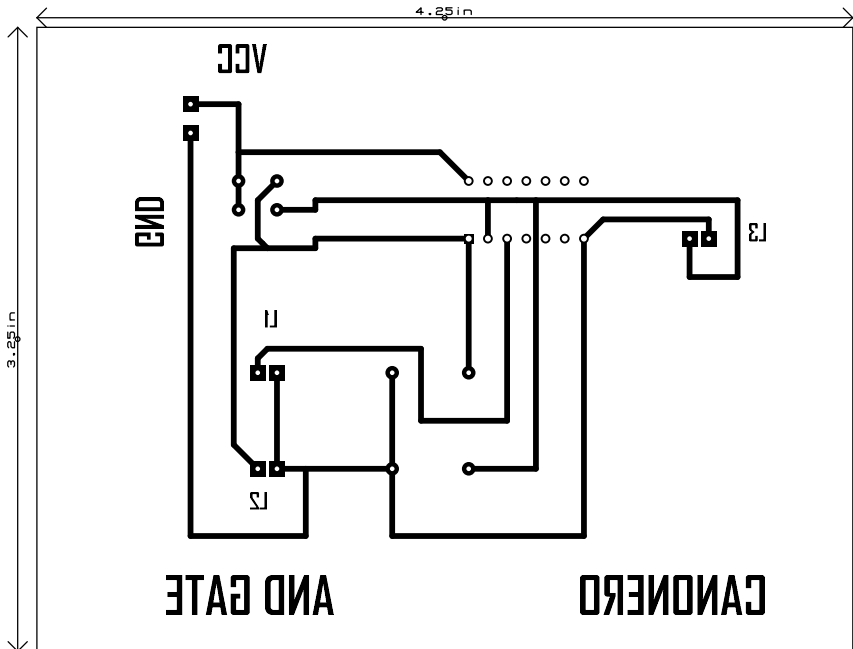 4.25in
VCC
GND
L3
3.25in
L1
L2
AND GATE
CANONERO